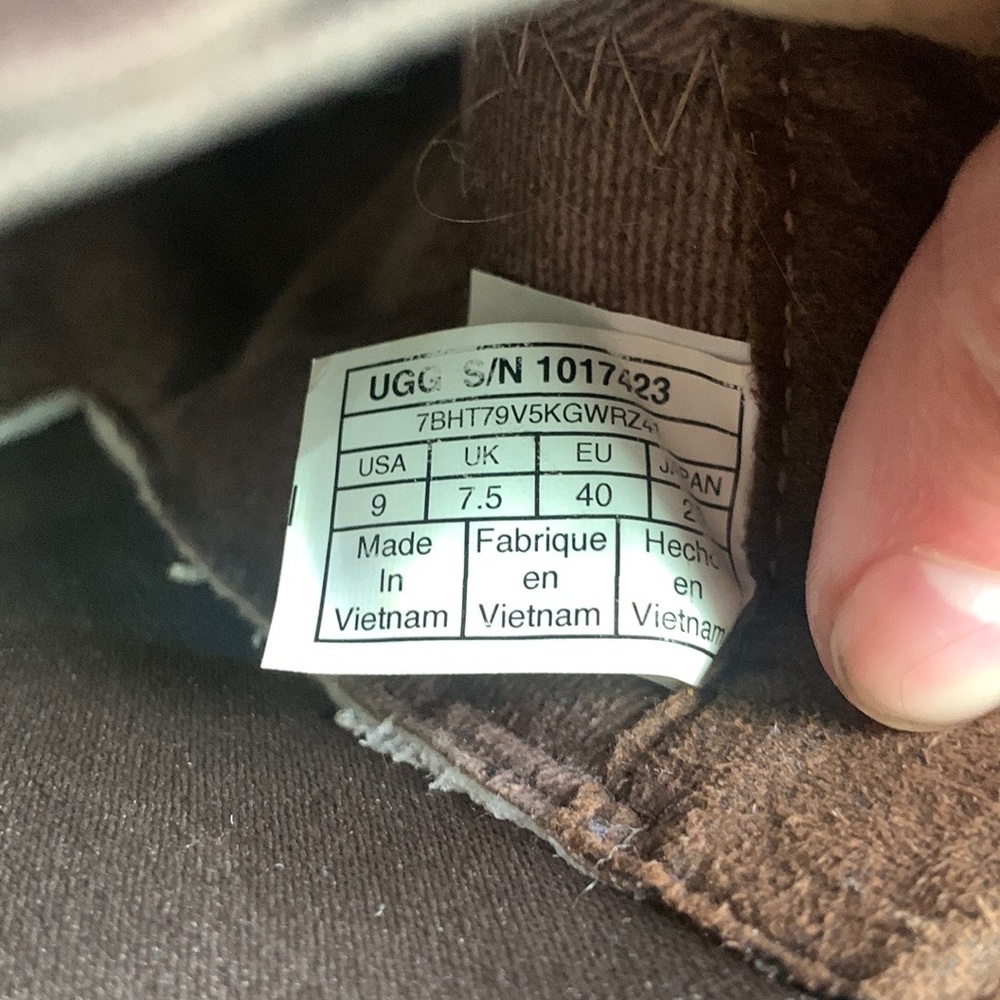 UGG S/N 1017423
7BHT79V5KGWRZ41
USA UK EU JAPAN
9 7.5 40
Made In Vietnam
Fabrique en Vietnam
Hecho en Vietnam